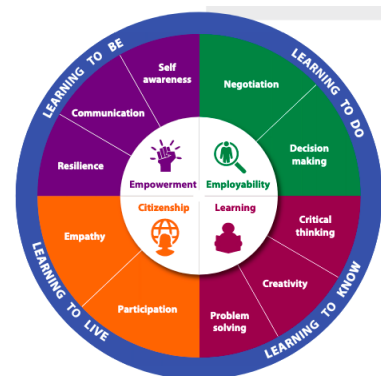 LEARNING TO BE
LEARNING TO DO
Self
awareness
Negotiation
Communication
Decision
making
Resilience
Empowerment
Employability
Citizenship
Learning
Critical
thinking
Empathy
Creativity
Participation
Problem
solving
LEARNING TO LIVE
LEARNING TO KNOW